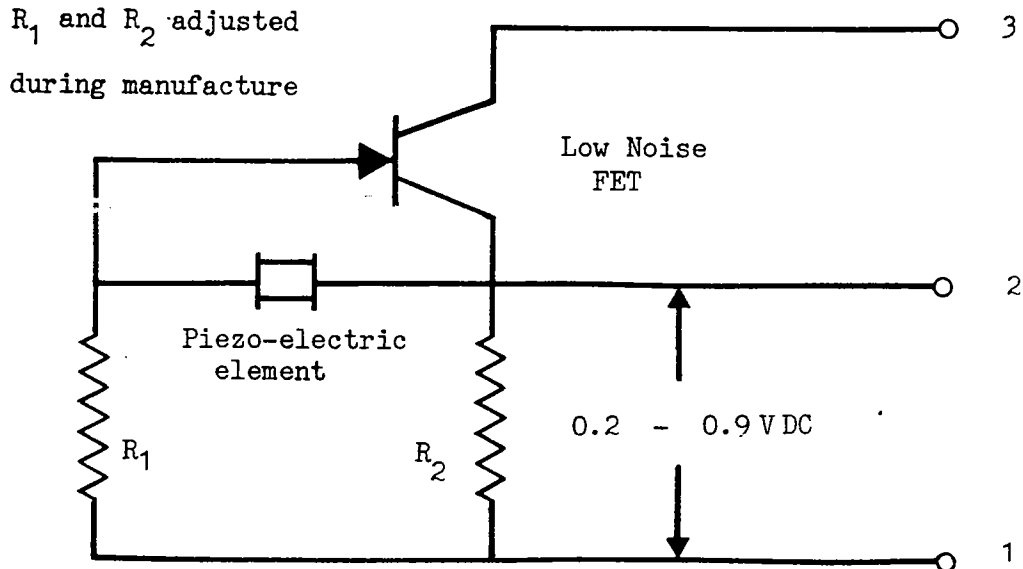 R₁ and R₂ adjusted
during manufacture
3
Low Noise
FET
2
Piezo-electric
element
0.2 - 0.9 V DC
R₁
R₂
1